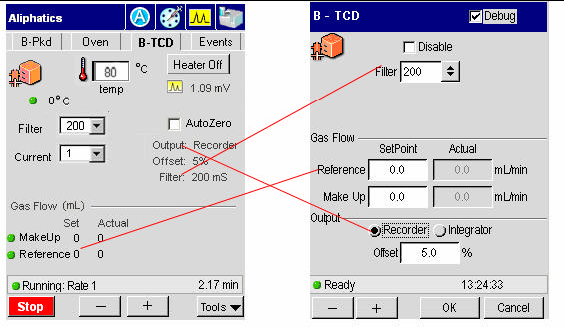 Aliphatics
B-Pkd Oven B-TCD Events
80 °C Heater Off
temp
1.09 mV
0°C
Filter 200 AutoZero
Output: Recorder
Current 1 Offset: 5%
Filter: 200 mS
Gas Flow (mL)
Set Actual
MakeUp 0 0
Reference 0 0
Running: Rate 1 2.17 min
Stop − + Tools
B - TCD Debug
Disable
Filter 200
Gas Flow
SetPoint Actual
Reference 0.0 0.0 mL/min
Make Up 0.0 0.0 mL/min
Output
Recorder Integrator
Offset 5.0 %
Ready 13:24:33
− + OK Cancel